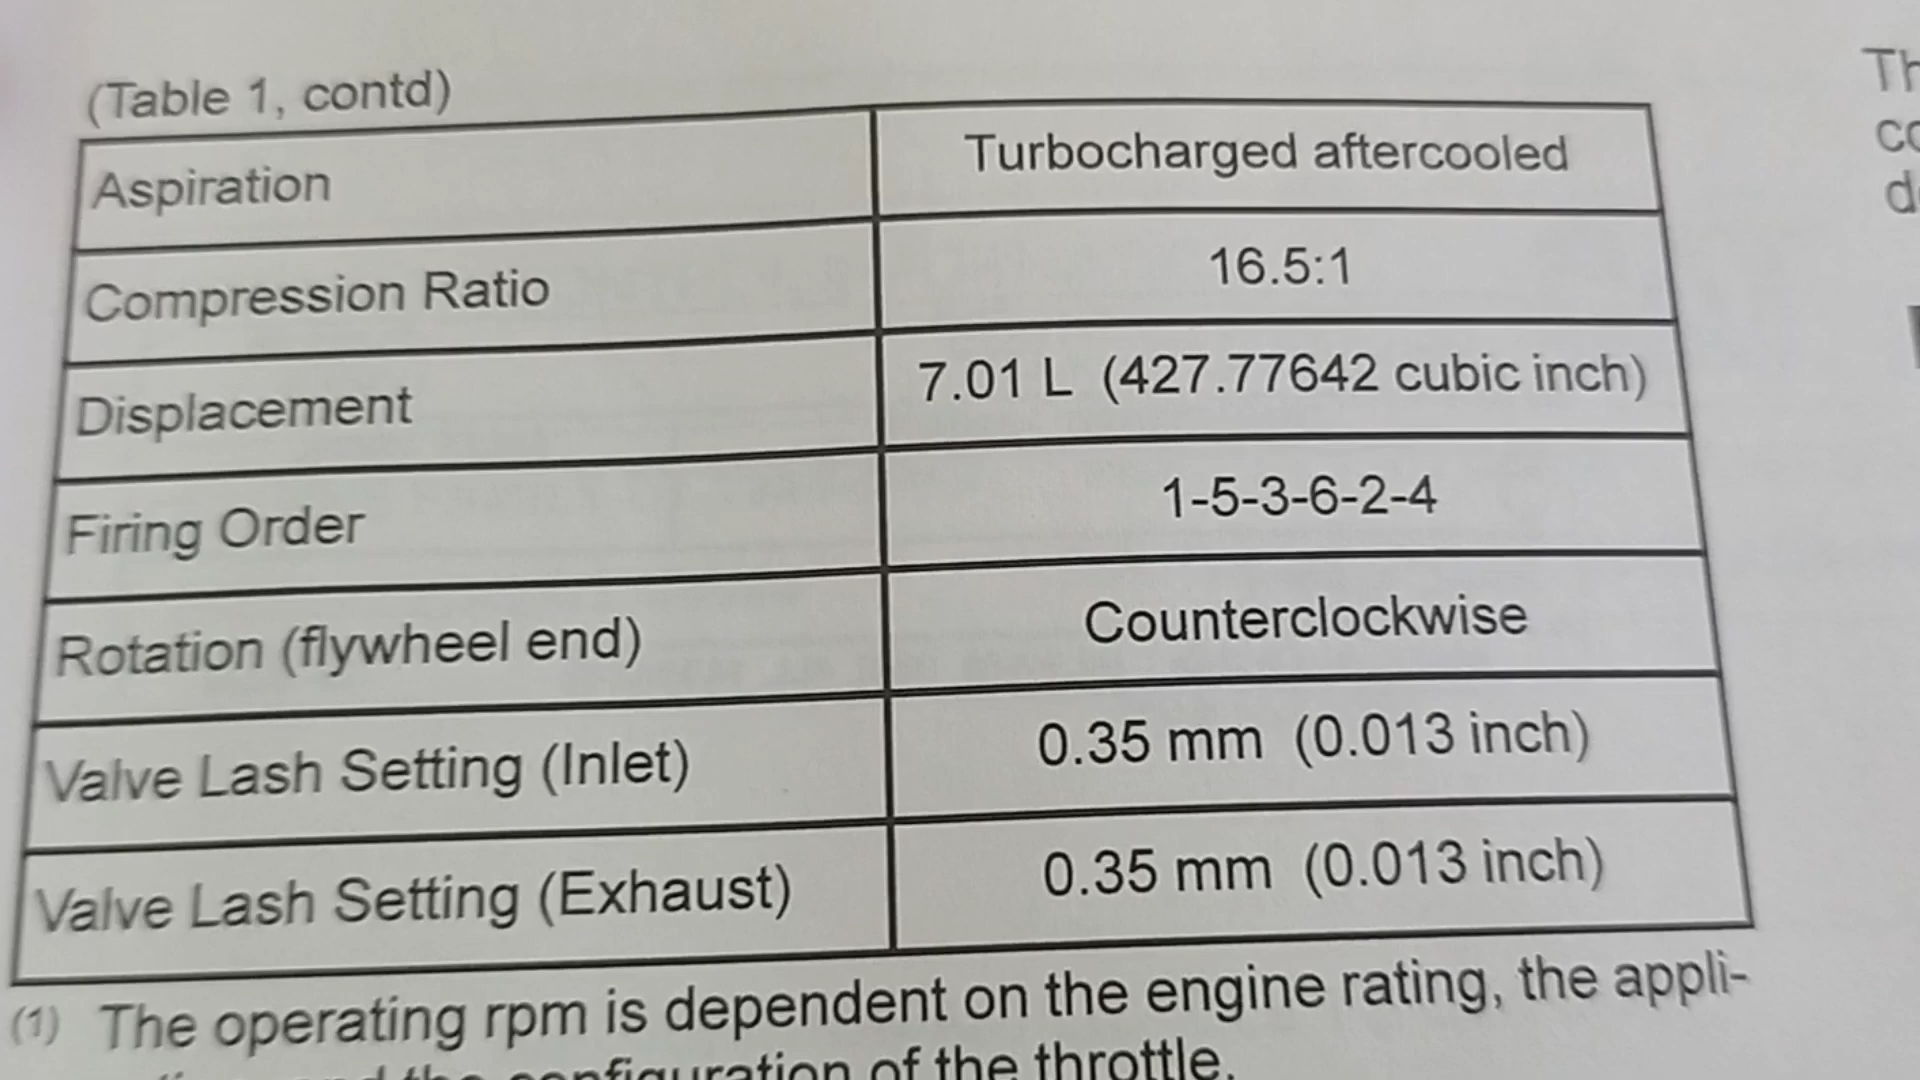 (Table 1, contd)
Aspiration Turbocharged aftercooled
Compression Ratio 16.5:1
Displacement 7.01 L (427.77642 cubic inch)
Firing Order 1-5-3-6-2-4
Rotation (flywheel end) Counterclockwise
Valve Lash Setting (Inlet) 0.35 mm (0.013 inch)
Valve Lash Setting (Exhaust) 0.35 mm (0.013 inch)
(1) The operating rpm is dependent on the engine rating, the appli-
and the configuration of the throttle.